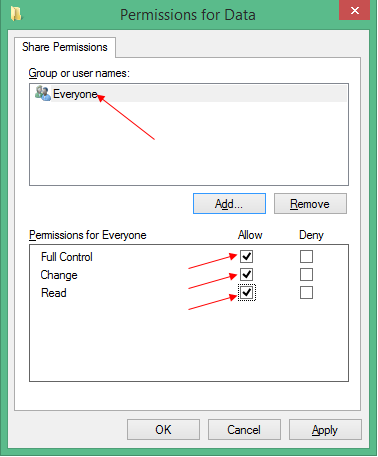 Permissions for Data
Share Permissions
Group or user names:
Everyone
Add... Remove
Permissions for Everyone Allow Deny
Full Control
Change
Read
OK Cancel Apply